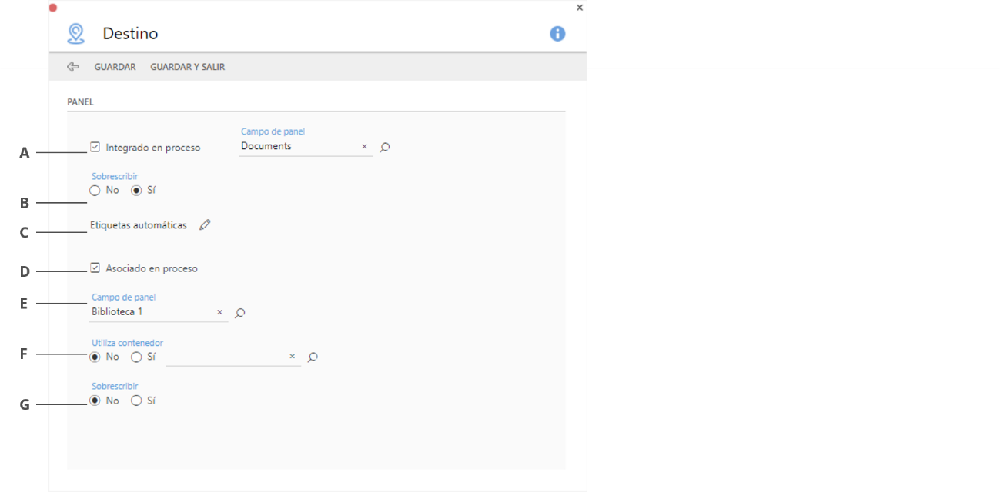 Destino
GUARDAR GUARDAR Y SALIR
PANEL
Campo de panel
A Integrado en proceso Documents
Sobrescribir
No Sí
B
C Etiquetas automáticas
D Asociado en proceso
E Campo de panel
Biblioteca 1
Utiliza contenedor
F No Sí
Sobrescribir
G No Sí